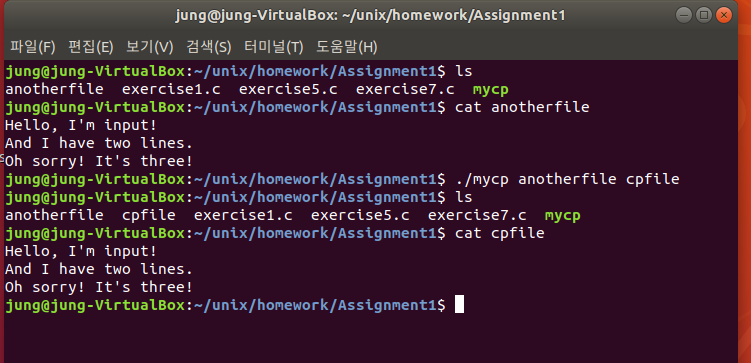 jung@jung-VirtualBox: ~/unix/homework/Assignment1
파일(F) 편집(E) 보기(V) 검색(S) 터미널(T) 도움말(H)
jung@jung-VirtualBox:~/unix/homework/Assignment1$ ls
anotherfile exercise1.c exercise5.c exercise7.c mycp
jung@jung-VirtualBox:~/unix/homework/Assignment1$ cat anotherfile
Hello, I'm input!
And I have two lines.
Oh sorry! It's three!
jung@jung-VirtualBox:~/unix/homework/Assignment1$ ./mycp anotherfile cpfile
jung@jung-VirtualBox:~/unix/homework/Assignment1$ ls
anotherfile cpfile exercise1.c exercise5.c exercise7.c mycp
jung@jung-VirtualBox:~/unix/homework/Assignment1$ cat cpfile
Hello, I'm input!
And I have two lines.
Oh sorry! It's three!
jung@jung-VirtualBox:~/unix/homework/Assignment1$